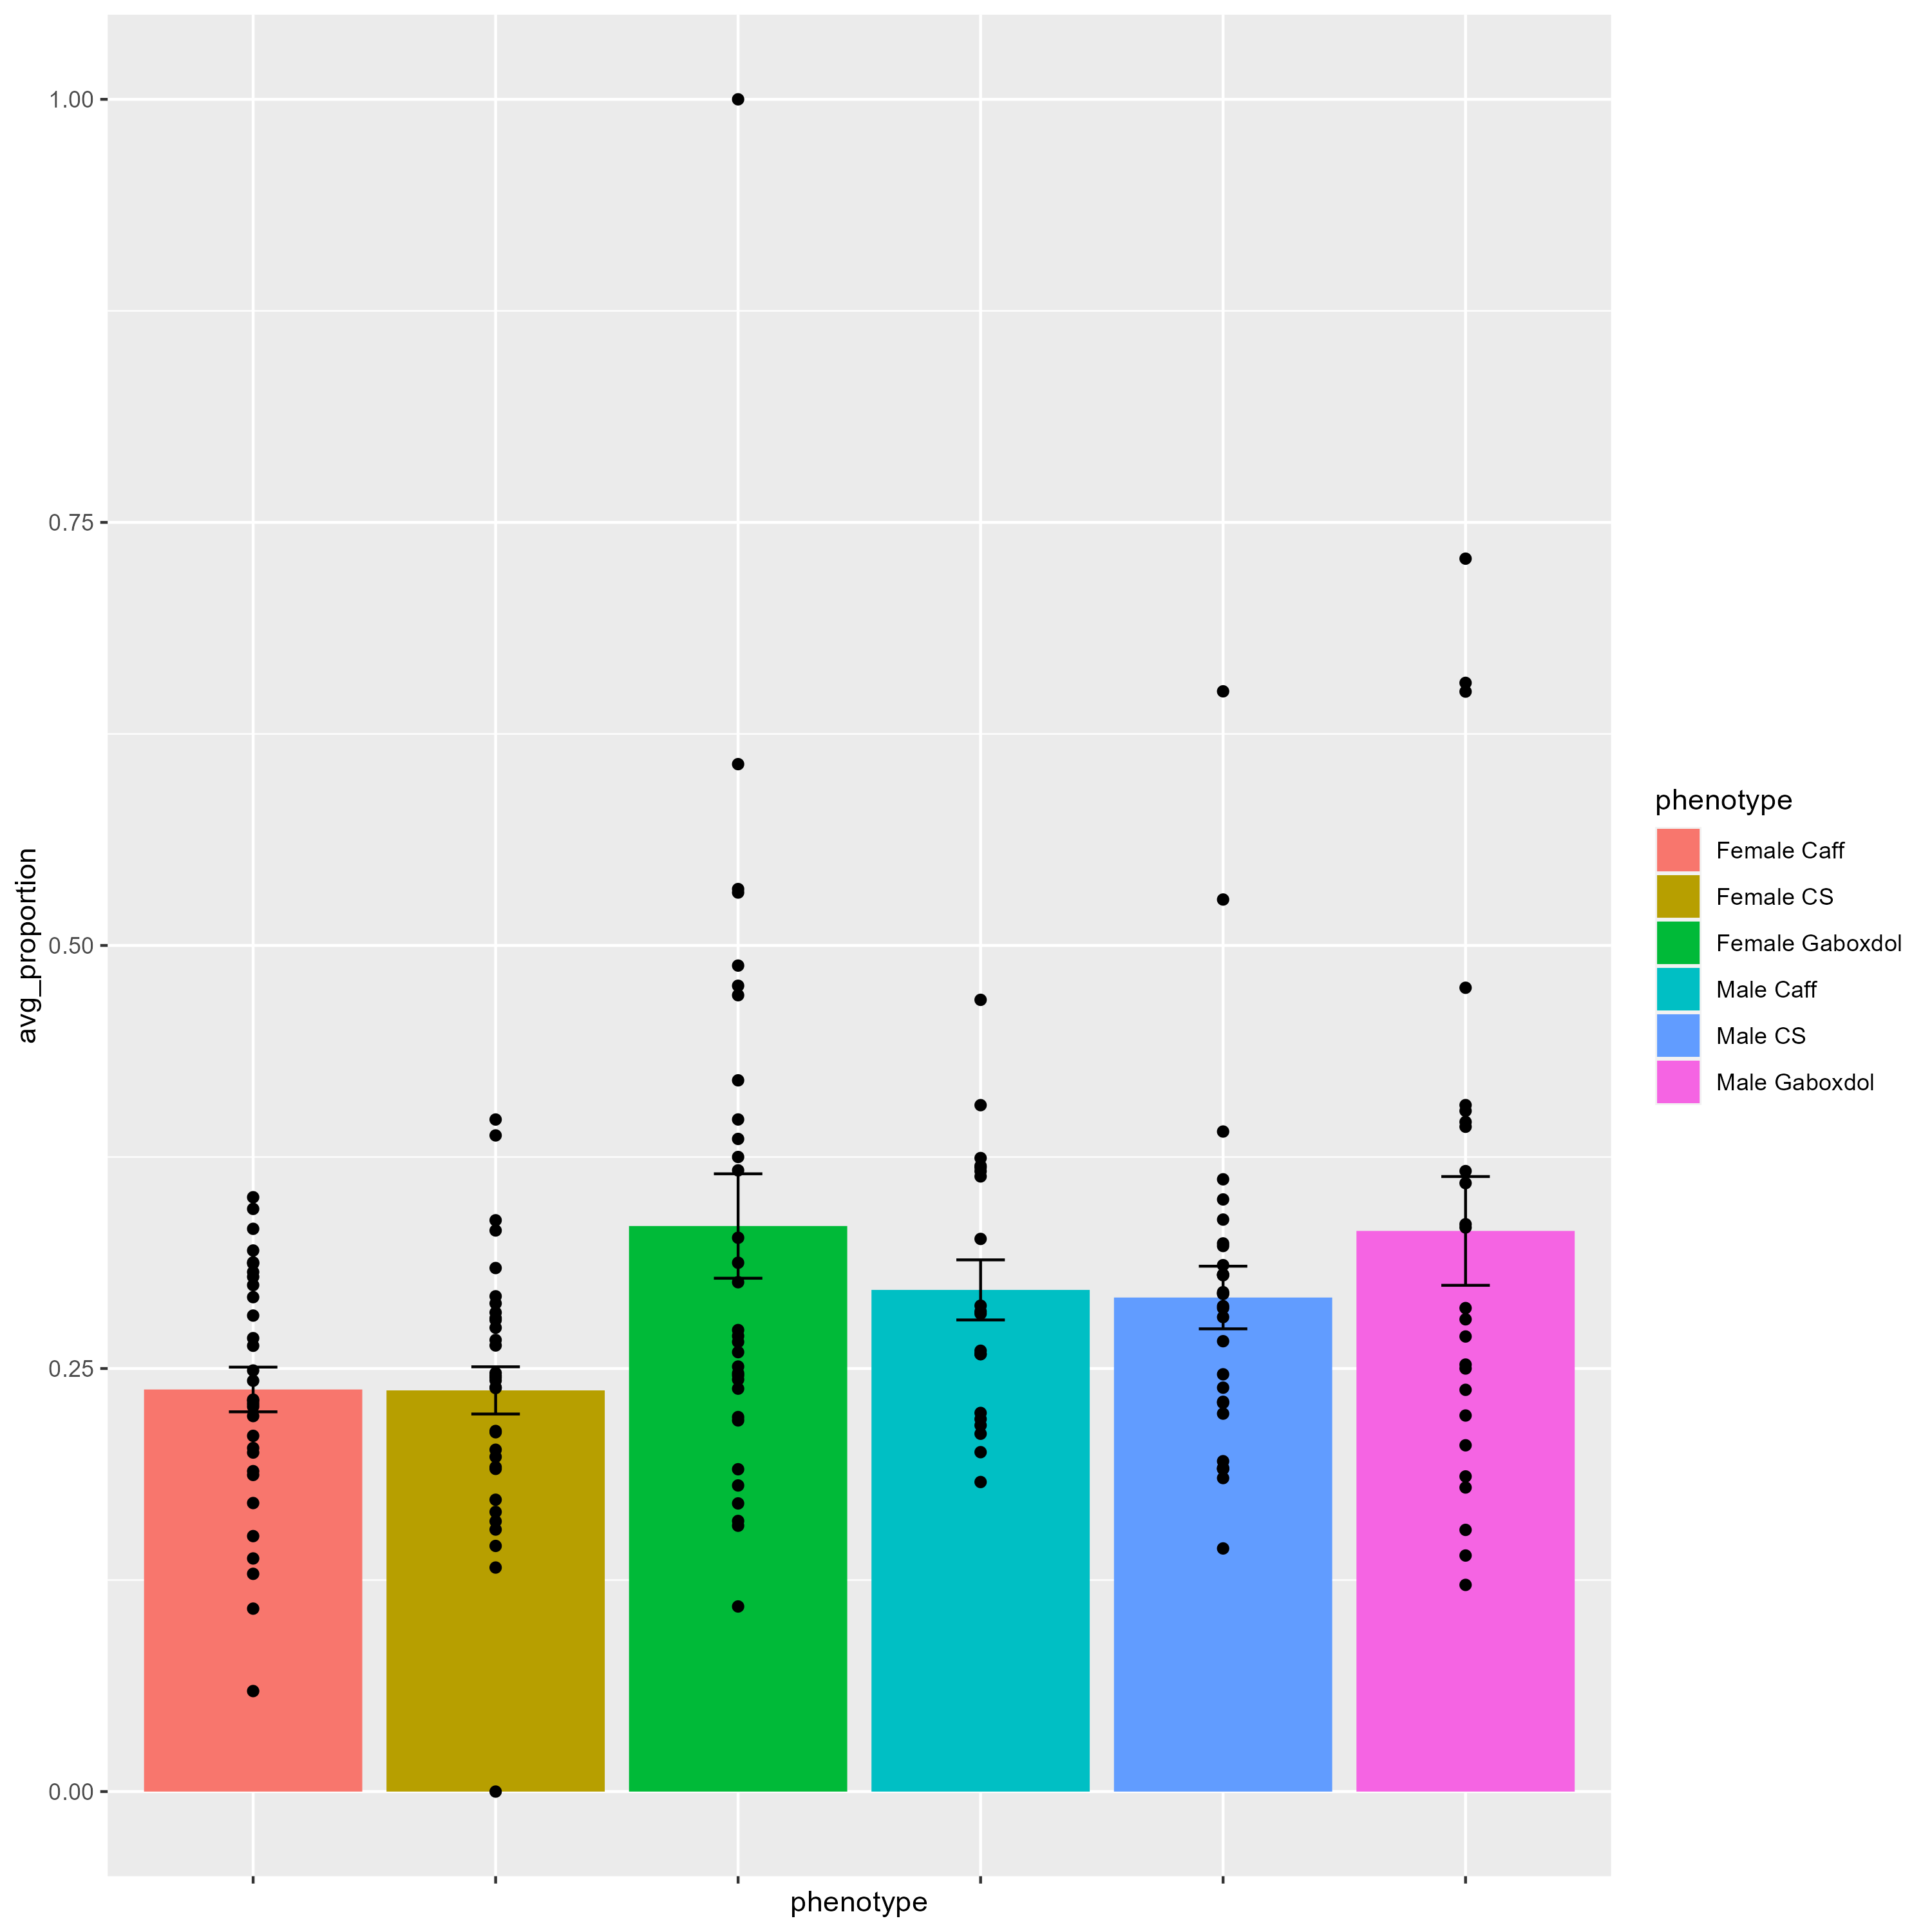 1.00
0.75
0.50
0.25
0.00
avg_proportion
phenotype
phenotype
Female Caff
Female CS
Female Gaboxdol
Male Caff
Male CS
Male Gaboxdol